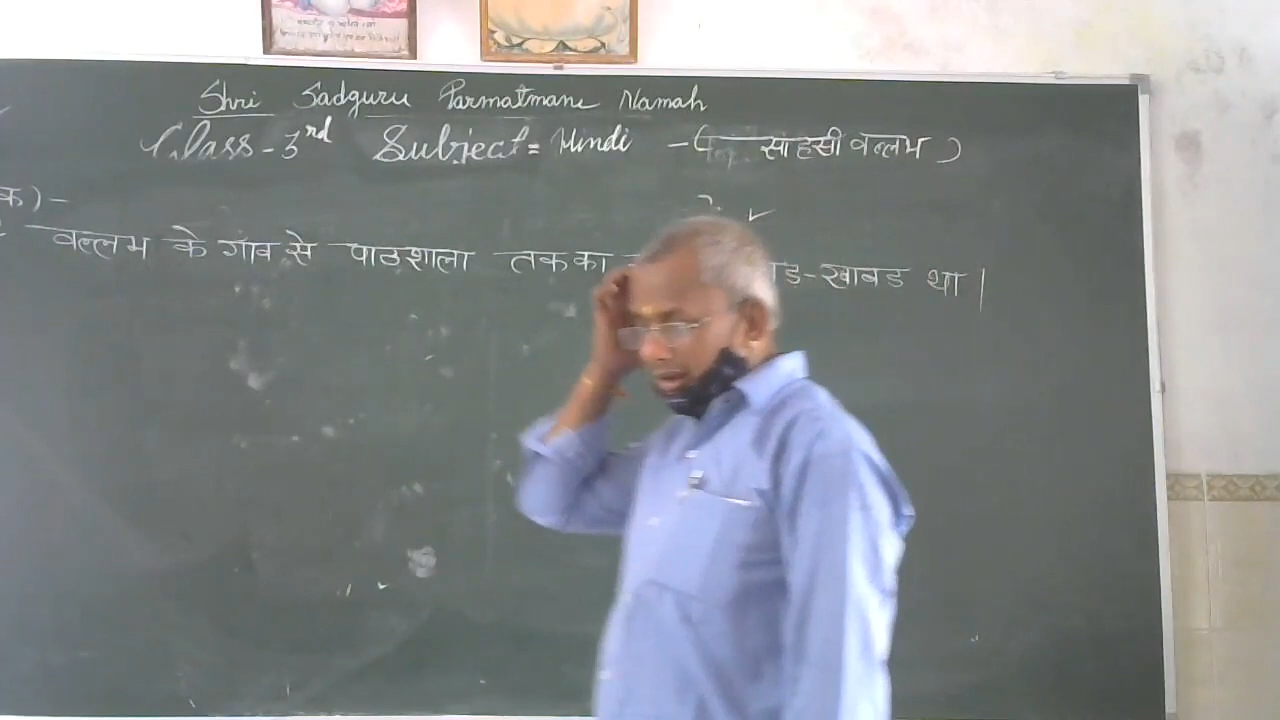 Shri Sadguru Parmatmane Namah
Class - 3rd Subject = Hindi - ( साहसी वल्लभ )
क) -
वल्लभ के गांव से पाठशाला तक का ड-खाबड था |